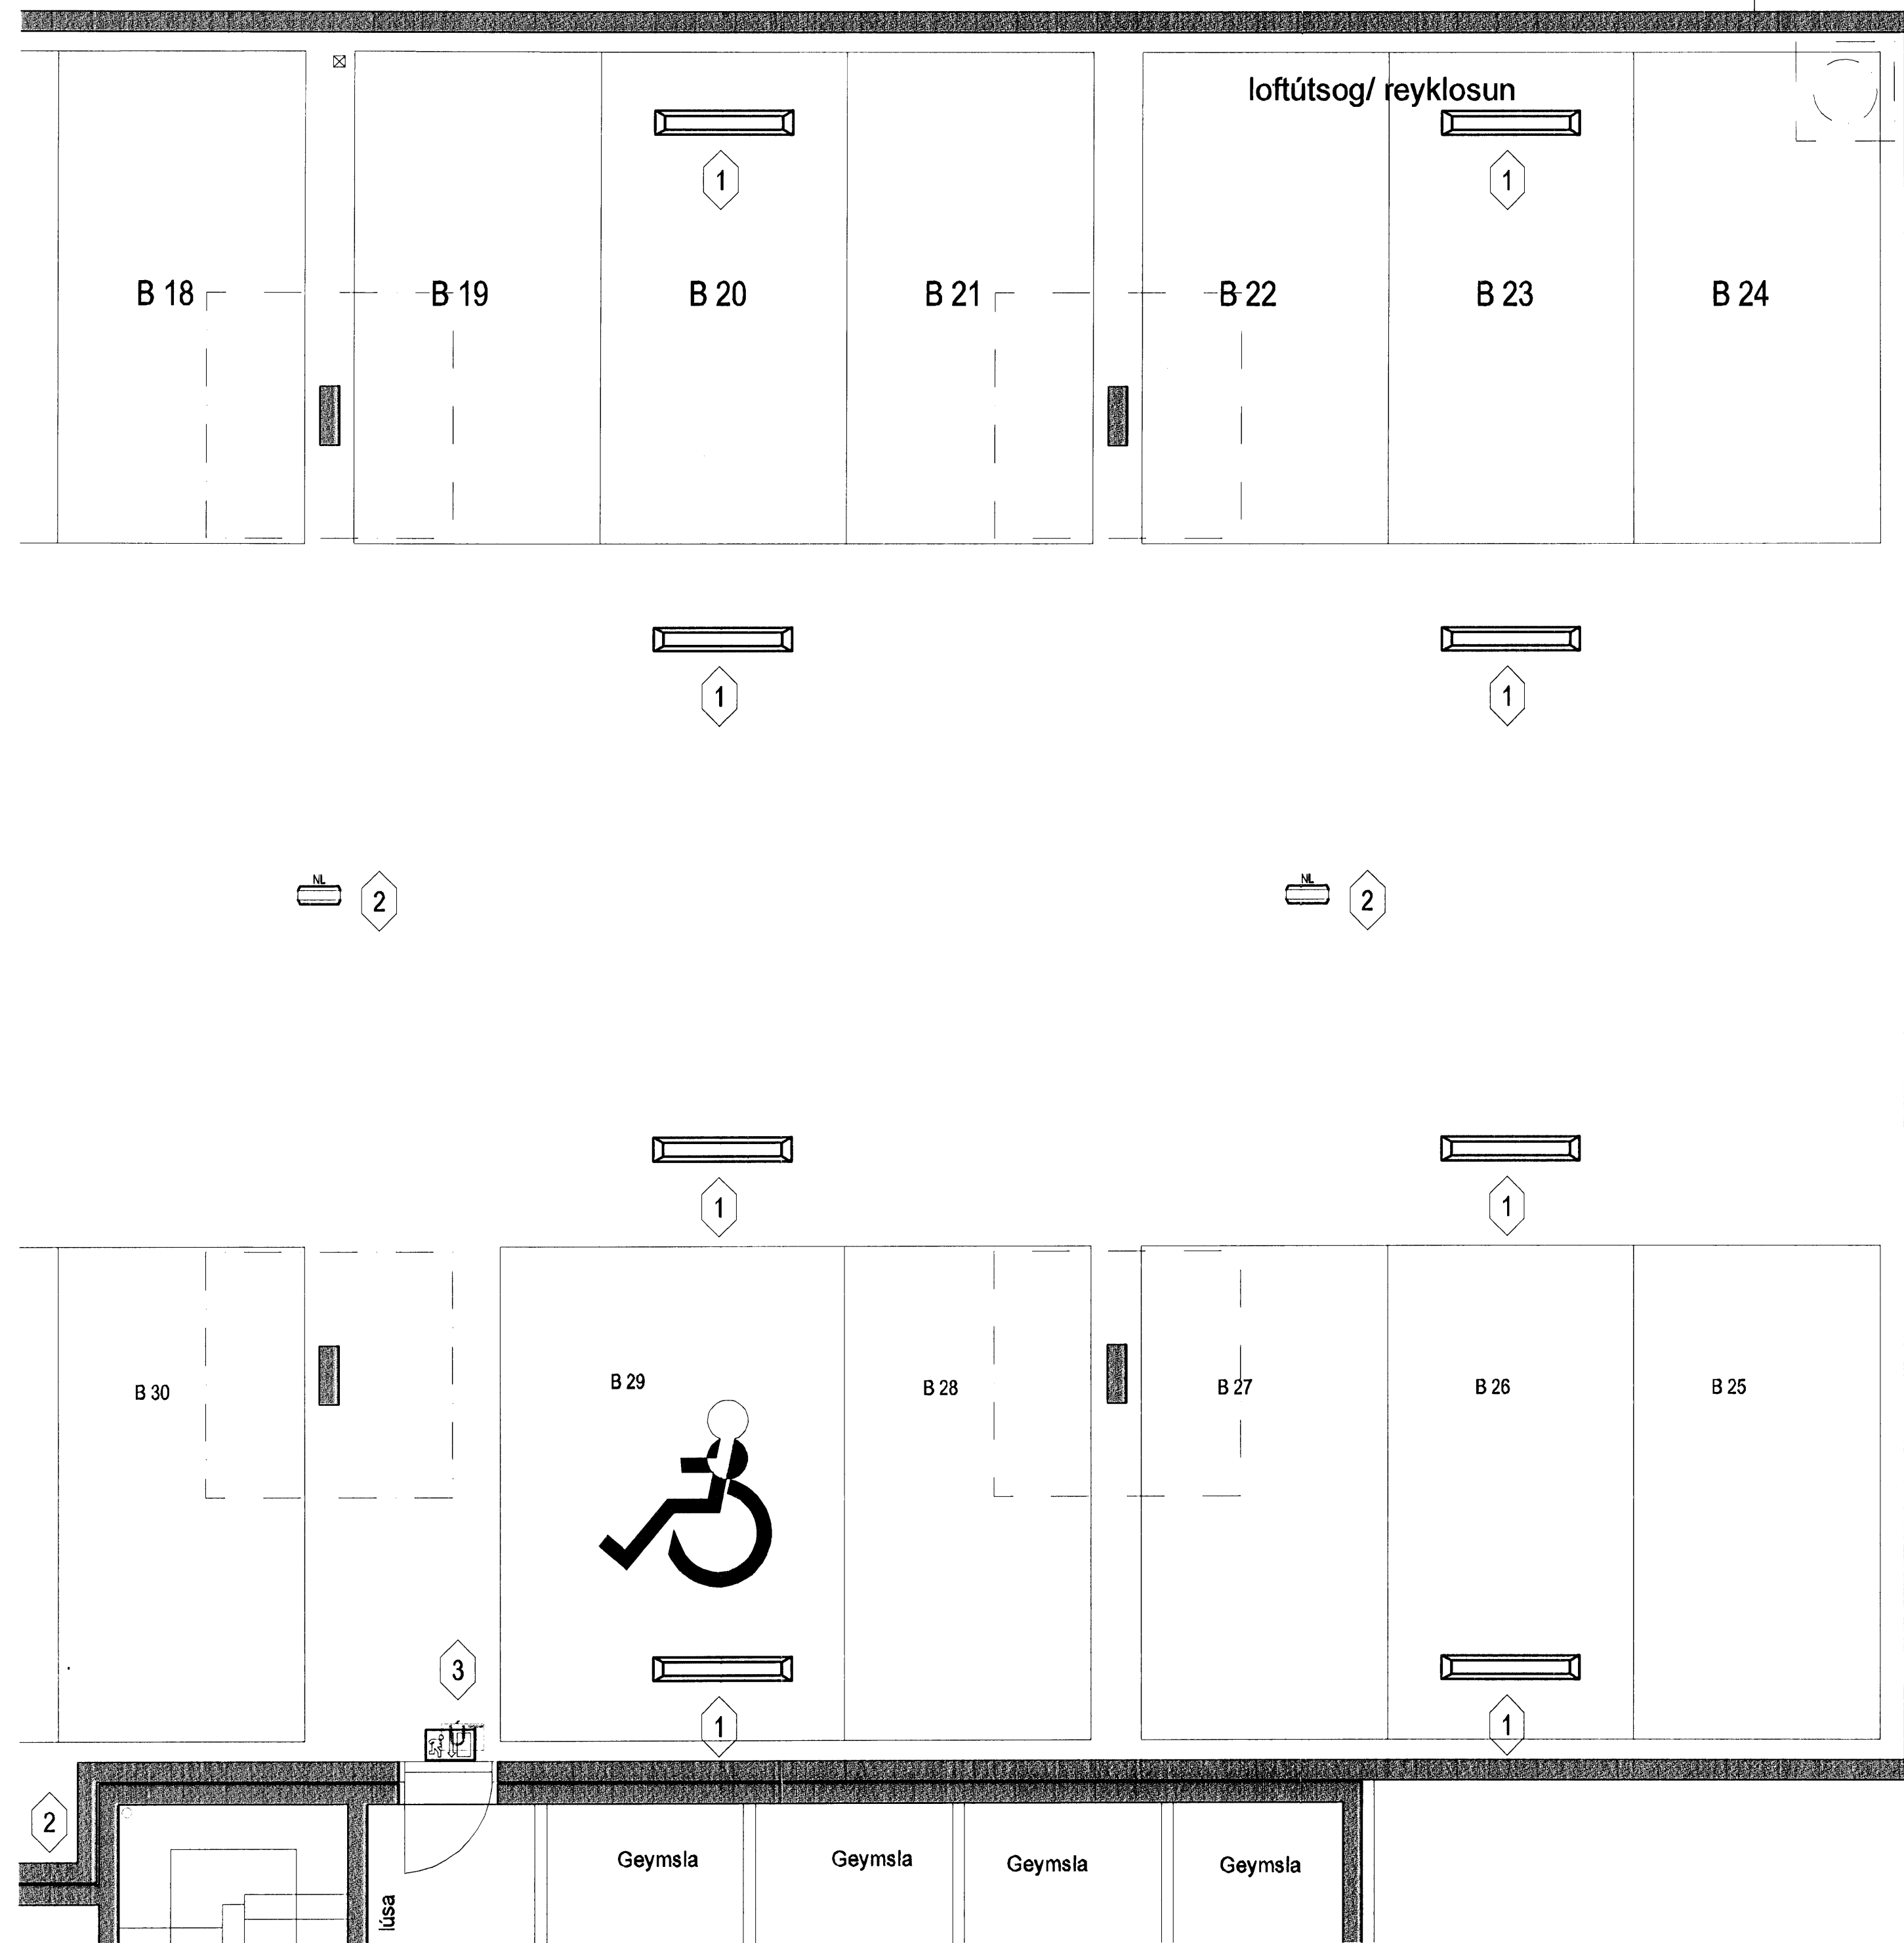 loftútsog/ reyklosun
1
1
B 18
B 19
B 20
B 21
B 22
B 23
B 24
1
1
NL
2
NL
2
1
1
B 30
B 29
B 28
B 27
B 26
B 25
3
1
1
ÚT
2
Geymsla
Geymsla
Geymsla
Geymsla
lúsa